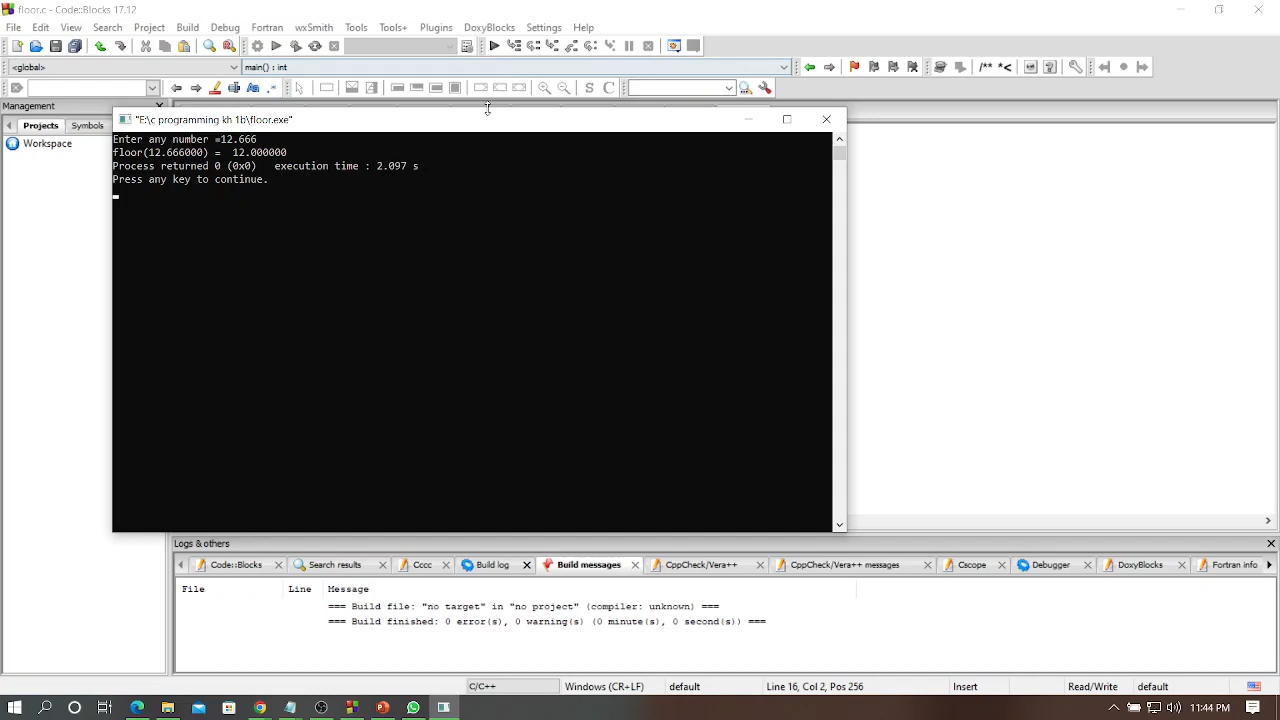 floor.c - Code::Blocks 17.12
File Edit View Search Project Build Debug Fortran wxSmith Tools Tools+ Plugins DoxyBlocks Settings Help
<global> main() : int
/** *<
S C
Management
Projects Symbols
Workspace
"E:\c programming kh 1b\floor.exe"
Enter any number =12.666
floor(12.666000) =  12.000000
Process returned 0 (0x0)   execution time : 2.097 s
Press any key to continue.
Logs & others
Code::Blocks Search results Cccc Build log Build messages CppCheck/Vera++ CppCheck/Vera++ messages Cscope Debugger DoxyBlocks Fortran info
File Line Message
=== Build file: "no target" in "no project" (compiler: unknown) ===
=== Build finished: 0 error(s), 0 warning(s) (0 minute(s), 0 second(s)) ===
C/C++ Windows (CR+LF) default Line 16, Col 2, Pos 256 Insert Read/Write default
11:44 PM